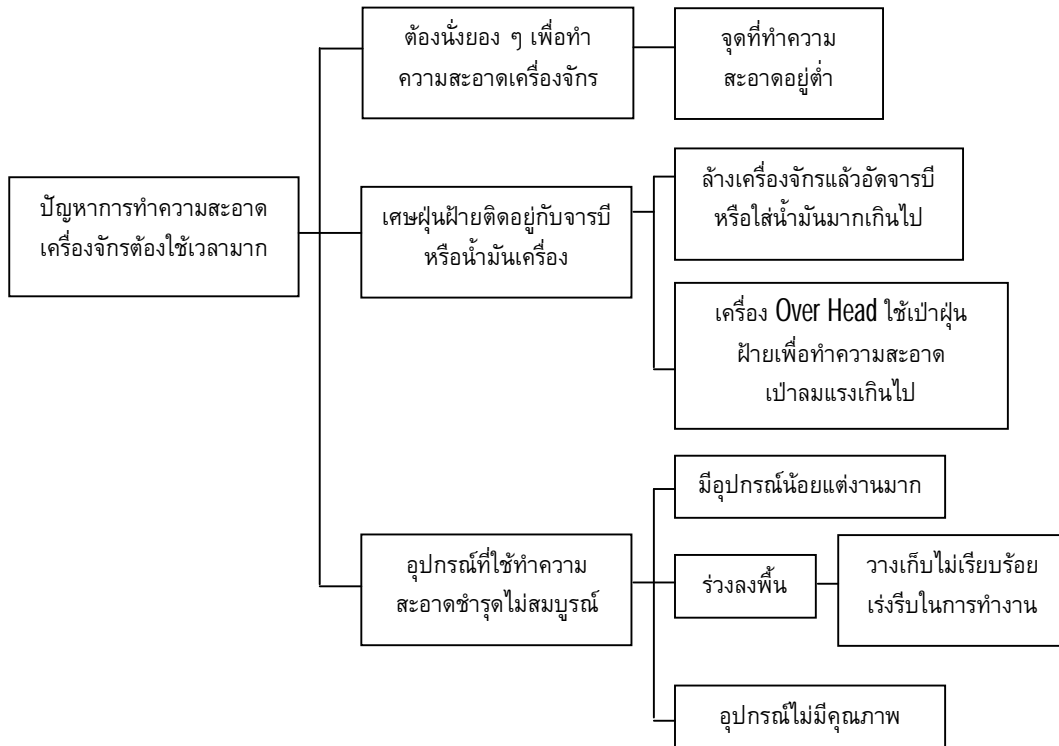 ต้องนั่งยอง ๆ เพื่อทำ
ความสะอาดเครื่องจักร
จุดที่ทำความ
สะอาดอยู่ต่ำ
ปัญหาการทำความสะอาด
เครื่องจักรต้องใช้เวลามาก
เศษฝุ่นฝ้ายติดอยู่กับจารบี
หรือน้ำมันเครื่อง
ล้างเครื่องจักรแล้วอัดจารบี
หรือใส่น้ำมันมากเกินไป
เครื่อง Over Head ใช้เป่าฝุ่น
ฝ้ายเพื่อทำความสะอาด
เป่าลมแรงเกินไป
อุปกรณ์ที่ใช้ทำความ
สะอาดชำรุดไม่สมบูรณ์
มีอุปกรณ์น้อยแต่งานมาก
ร่วงลงพื้น
วางเก็บไม่เรียบร้อย
เร่งรีบในการทำงาน
อุปกรณ์ไม่มีคุณภาพ